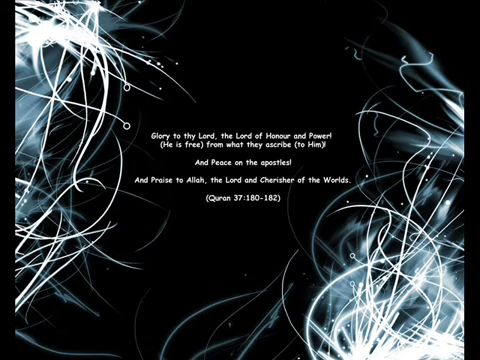 Glory to thy Lord, the Lord of Honour and Power!
(He is free) from what they ascribe (to Him)!
And Peace on the apostles!
And Praise to Allah, the Lord and Cherisher of the Worlds.
(Quran 37:180-182)